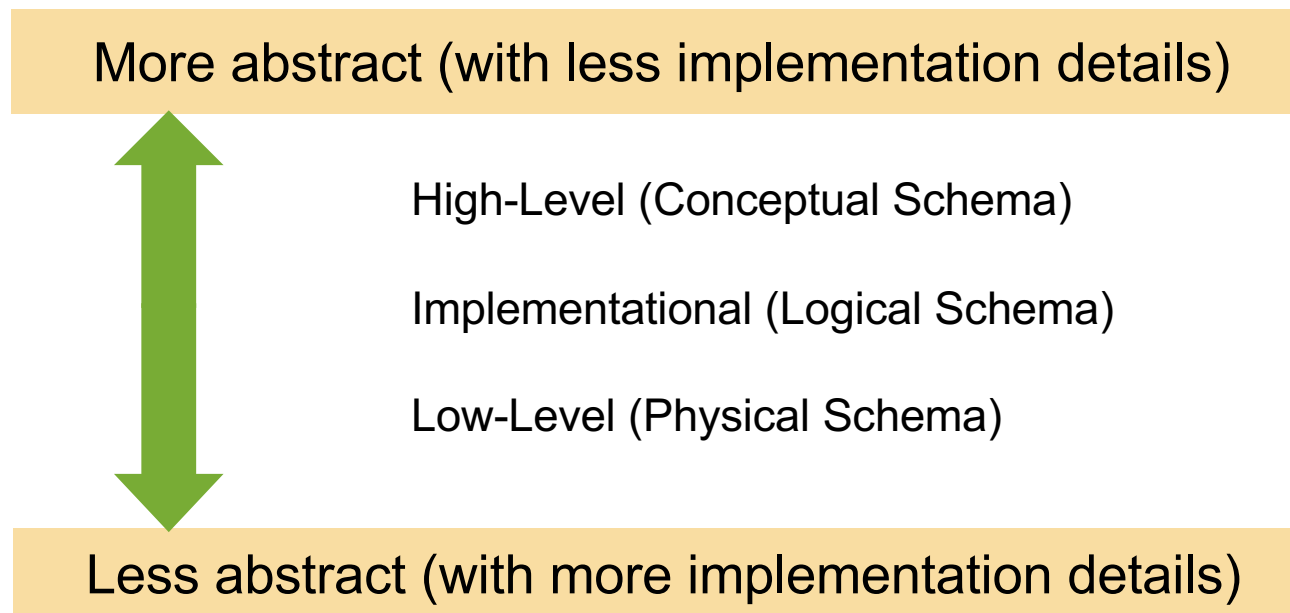 More abstract (with less implementation details)
High-Level (Conceptual Schema)
Implementational (Logical Schema)
Low-Level (Physical Schema)
Less abstract (with more implementation details)